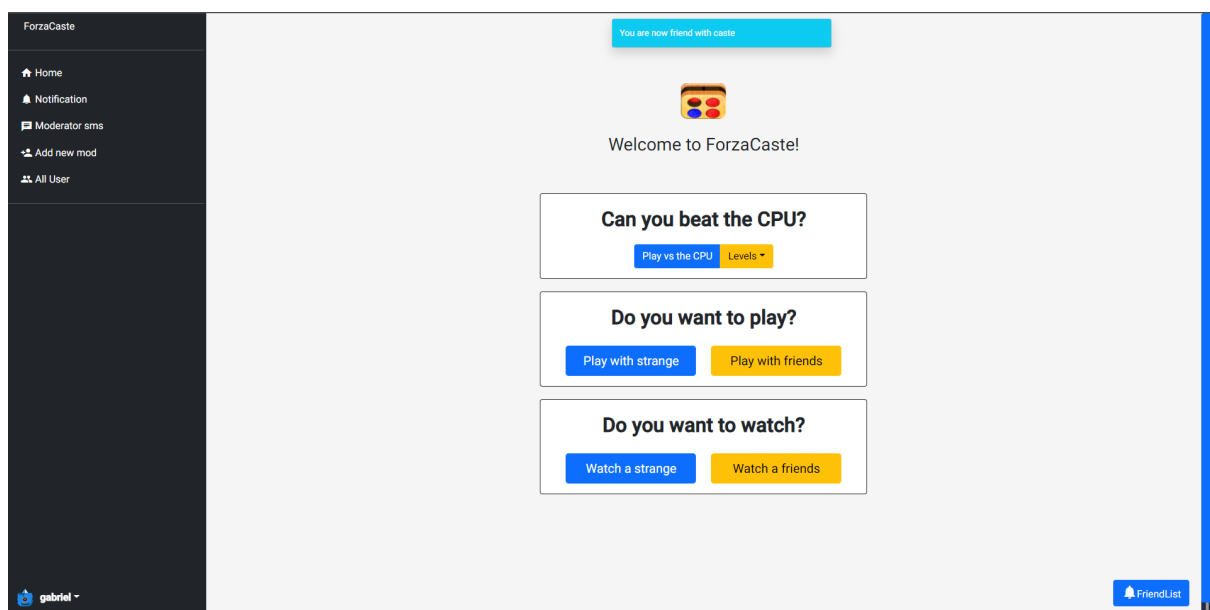 ForzaCaste
You are now friend with caste
Home
Notification
Moderator sms
Add new mod
All User
Welcome to ForzaCaste!
Can you beat the CPU?
Play vs the CPU Levels
Do you want to play?
Play with strange Play with friends
Do you want to watch?
Watch a strange Watch a friends
gabriel
FriendList